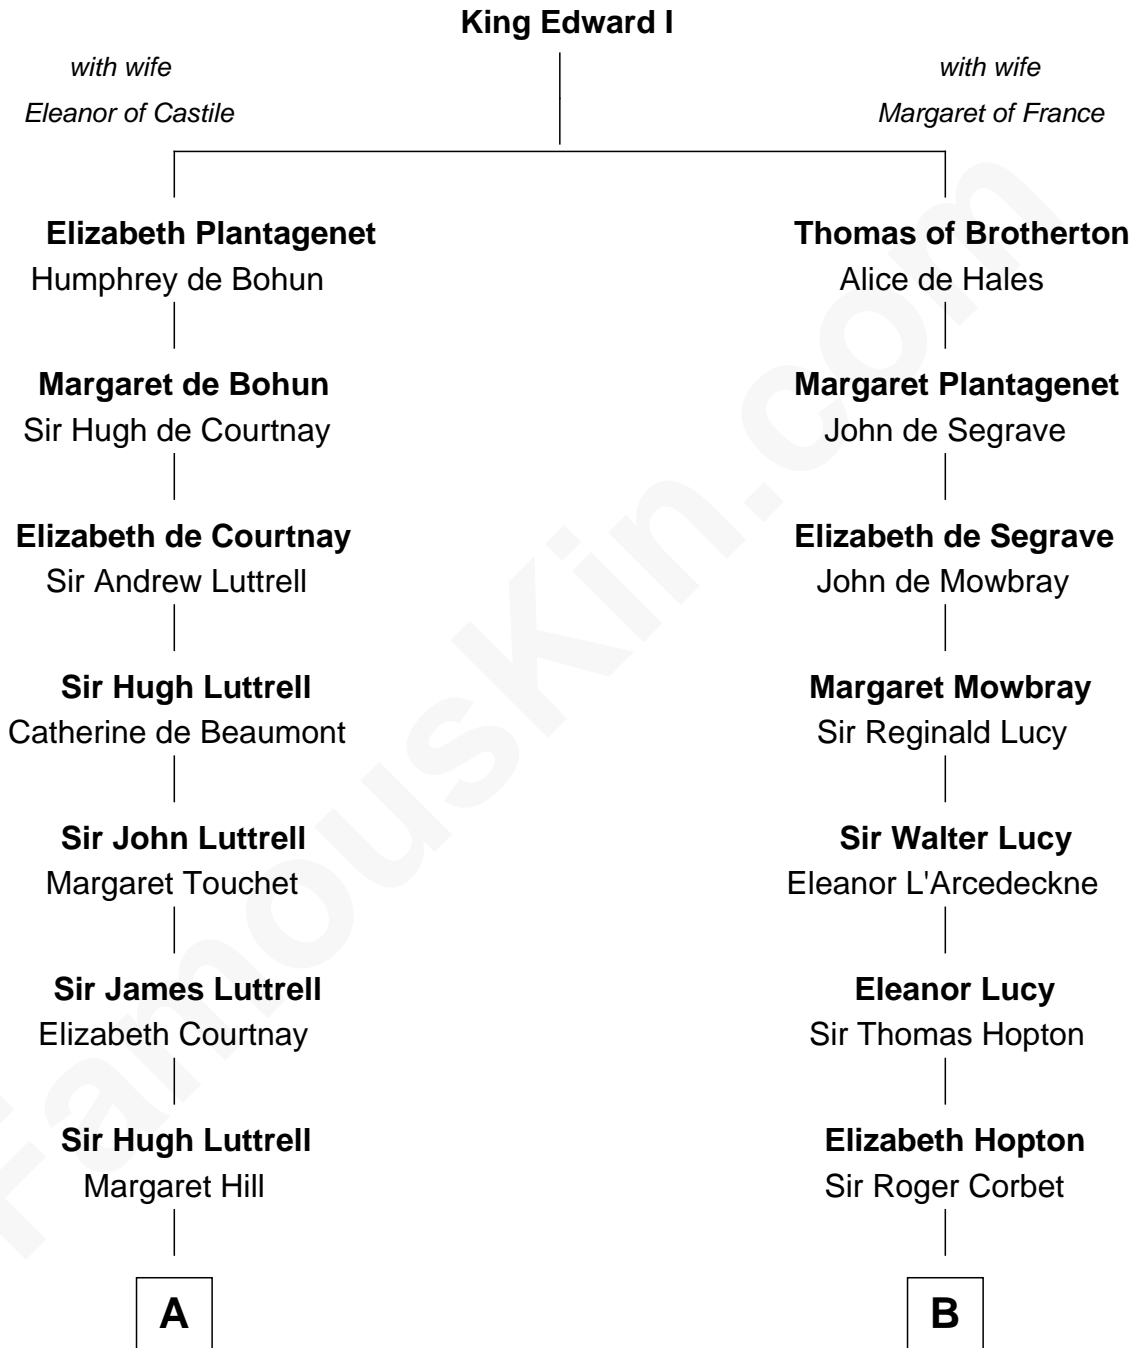 King Edward I
with wife
Eleanor of Castile
with wife
Margaret of France
Elizabeth Plantagenet
Humphrey de Bohun
Thomas of Brotherton
Alice de Hales
Margaret de Bohun
Sir Hugh de Courtnay
Margaret Plantagenet
John de Segrave
Elizabeth de Courtnay
Sir Andrew Luttrell
Elizabeth de Segrave
John de Mowbray
Sir Hugh Luttrell
Catherine de Beaumont
Margaret Mowbray
Sir Reginald Lucy
Sir John Luttrell
Margaret Touchet
Sir Walter Lucy
Eleanor L'Arcedeckne
Sir James Luttrell
Elizabeth Courtnay
Eleanor Lucy
Sir Thomas Hopton
Sir Hugh Luttrell
Margaret Hill
Elizabeth Hopton
Sir Roger Corbet
A
B
FamousKin.com